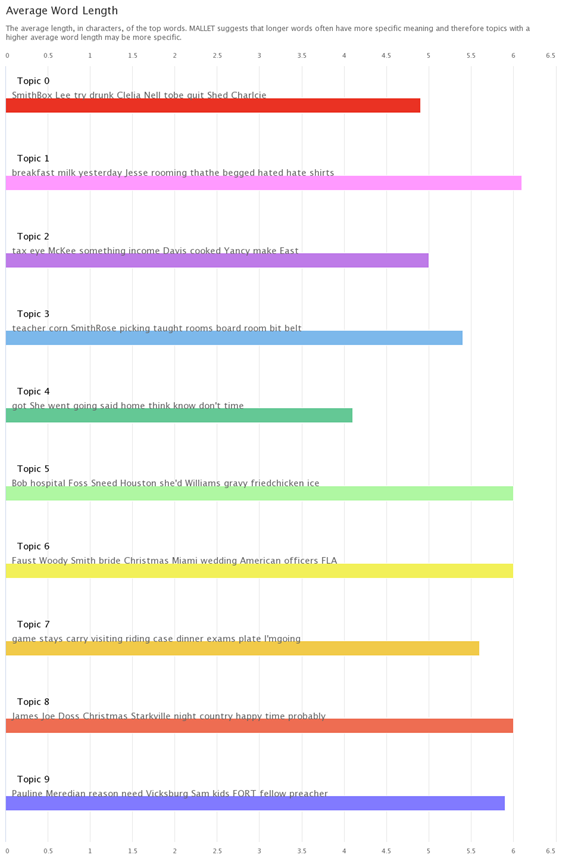 Average Word Length
The average length, in characters, of the top words. MALLET suggests that longer words often have more specific meaning and therefore topics with a
higher average word length may be more specific.
0 0.5 1 1.5 2 2.5 3 3.5 4 4.5 5 5.5 6 6.5
Topic 0
SmithBox Lee try drunk Clelia Nell tobe quit Shed Charlcie
Topic 1
breakfast milk yesterday Jesse rooming thathe begged hated hate shirts
Topic 2
tax eye McKee something income Davis cooked Yancy make East
Topic 3
teacher corn SmithRose picking taught rooms board room bit belt
Topic 4
got She went going said home think know don't time
Topic 5
Bob hospital Foss Sneed Houston she'd Williams gravy friedchicken ice
Topic 6
Faust Woody Smith bride Christmas Miami wedding American officers FLA
Topic 7
game stays carry visiting riding case dinner exams plate I'mgoing
Topic 8
James Joe Doss Christmas Starkville night country happy time probably
Topic 9
Pauline Meredian reason need Vicksburg Sam kids FORT fellow preacher
0 0.5 1 1.5 2 2.5 3 3.5 4 4.5 5 5.5 6 6.5